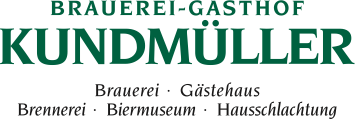 BRAUEREI-GASTHOF
KUNDMÜLLER
Brauerei · Gästehaus
Brennerei · Biermuseum · Hausschlachtung